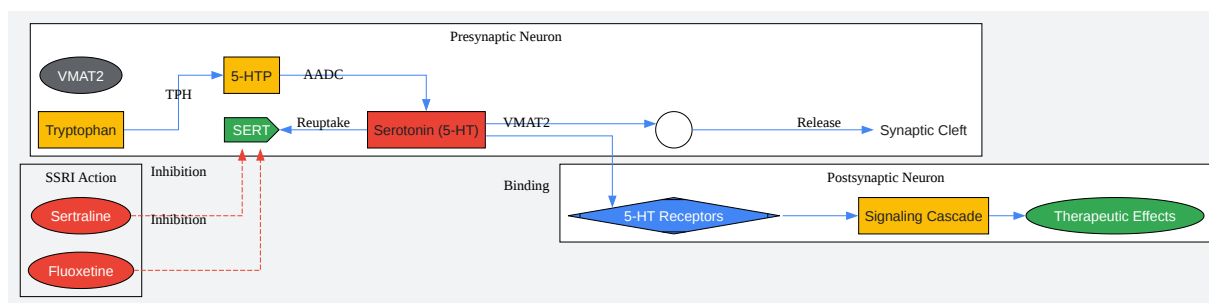 Presynaptic Neuron
VMAT2
5-HTP
AADC
TPH
Tryptophan
SERT
Reuptake
Serotonin (5-HT)
VMAT2
Release
Synaptic Cleft
SSRI Action
Inhibition
Sertraline
Inhibition
Fluoxetine
Binding
Postsynaptic Neuron
5-HT Receptors
Signaling Cascade
Therapeutic Effects